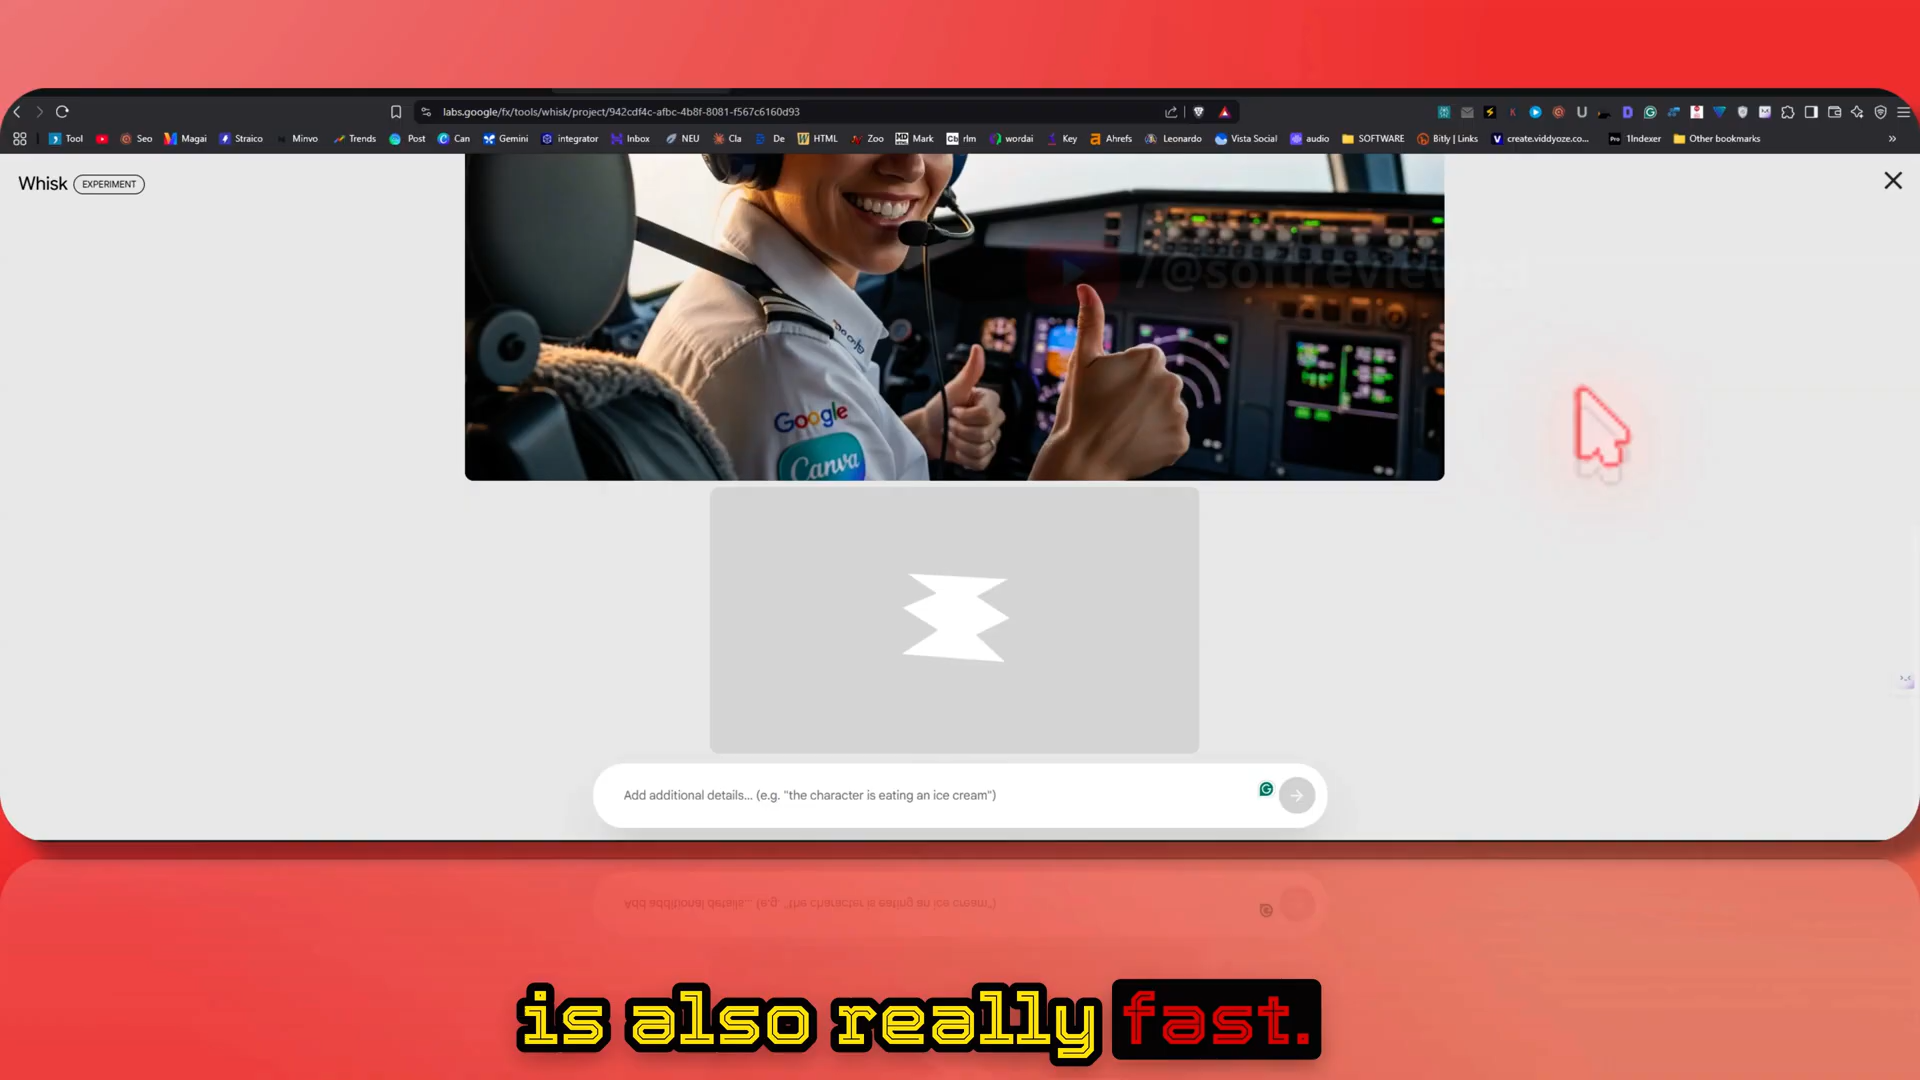 labs.google/fx/tools/whisk/project/942cdf4c-afbc-4b8f-8081-f567c6160d93
Tool Seo Magai Straico Minvo Trends Post Can Gemini integrator Inbox NEU Cla De HTML Zoo Mark rlm wordai Key Ahrefs Leonardo Vista Social audio SOFTWARE Bitly | Links create.viddyoze.co... 1Indexer Other bookmarks »
Whisk EXPERIMENT
/@softreviewed
Google
Canva
Add additional details... (e.g. "the character is eating an ice cream")
is also really fast.